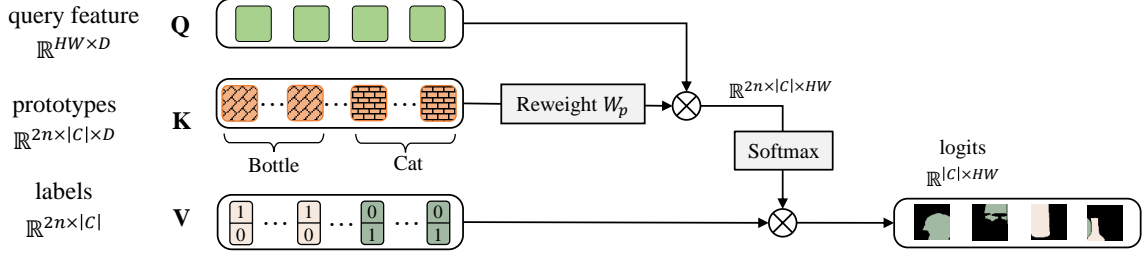 query feature
ℝ^{HW×D}
Q
prototypes
ℝ^{2n×|C|×D}
K
... ... ...
Bottle
Cat
Reweight W_p
ℝ^{2n×|C|×HW}
Softmax
labels
ℝ^{2n×|C|}
V
1 ... 1 ... 0 ... 0
0 0 1 1
logits
ℝ^{|C|×HW}